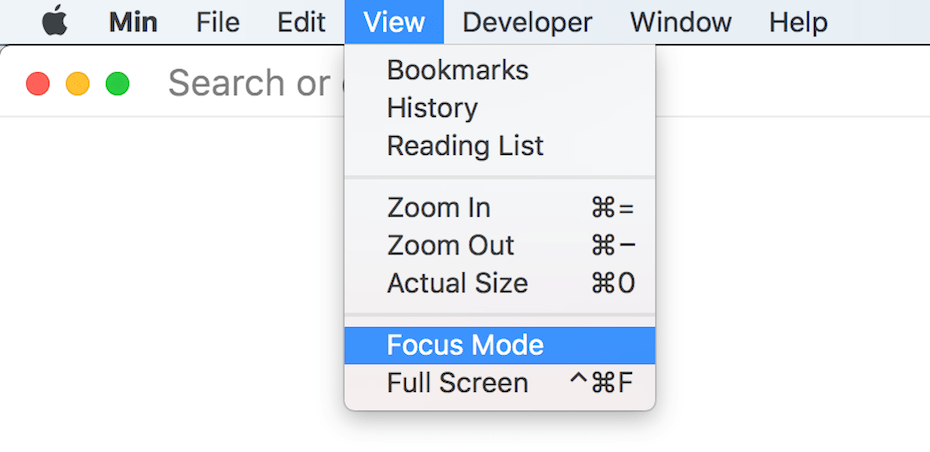 Min File Edit View Developer Window Help
Search or
Bookmarks
History
Reading List
Zoom In ⌘=
Zoom Out ⌘−
Actual Size ⌘0
Focus Mode
Full Screen ^⌘F